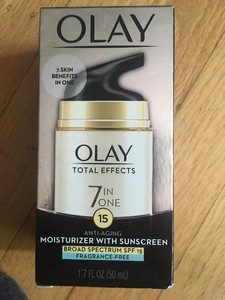 OLAY
7 SKIN
BENEFITS
IN ONE
OLAY
TOTAL EFFECTS
7 IN
ONE
15
ANTI-AGING
MOISTURIZER WITH SUNSCREEN
BROAD SPECTRUM SPF 15
FRAGRANCE-FREE
1.7 FL OZ (50 mL)